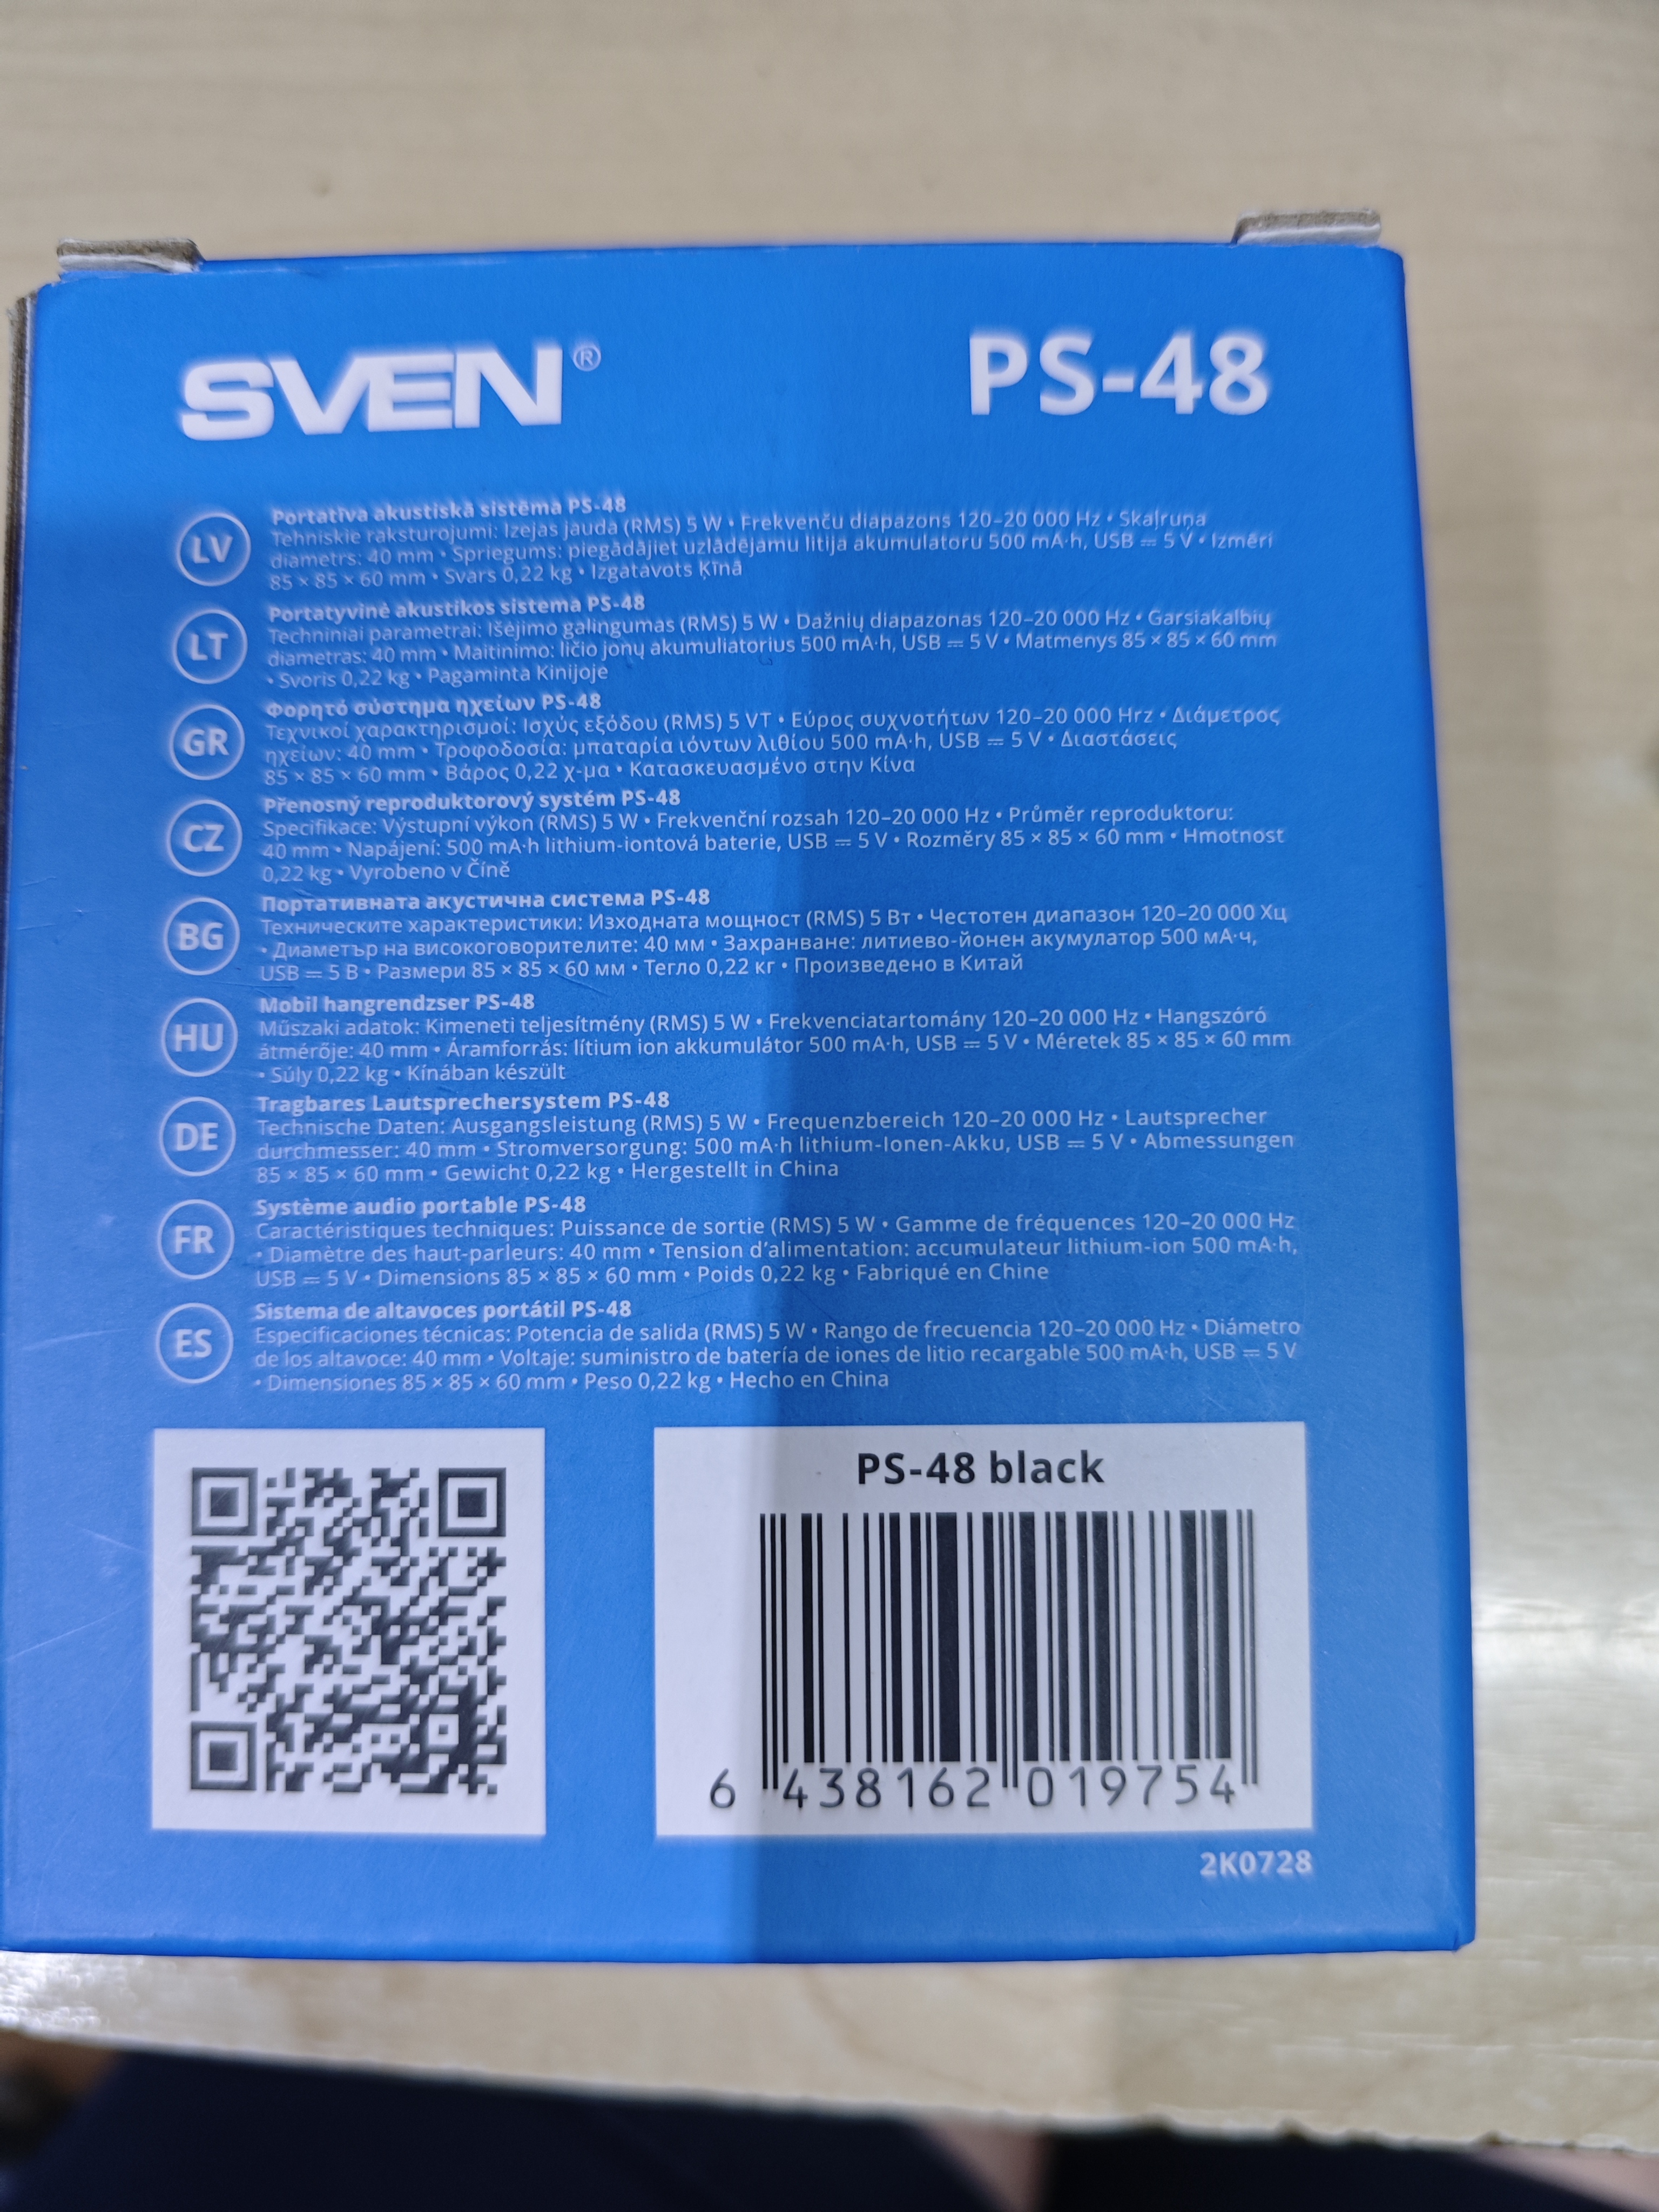 SVEN®
PS-48
LV
Portatīva akustiskā sistēma PS-48
Tehniskie raksturojumi: Izejas jauda (RMS) 5 W • Frekvenču diapazons 120–20 000 Hz • Skaļruņa
diametrs: 40 mm • Spriegums: piegādājiet uzlādējamu litija akumulatoru 500 mA·h, USB ⎓ 5 V • Izmēri
85 × 85 × 60 mm • Svars 0,22 kg • Izgatavots Ķīnā
LT
Portatyvinė akustikos sistema PS-48
Techniniai parametrai: Išėjimo galingumas (RMS) 5 W • Dažnių diapazonas 120–20 000 Hz • Garsiakalbių
diametras: 40 mm • Maitinimo: ličio jonų akumuliatorius 500 mA·h, USB ⎓ 5 V • Matmenys 85 × 85 × 60 mm
• Svoris 0,22 kg • Pagaminta Kinijoje
GR
Φορητό σύστημα ηχείων PS-48
Τεχνικοί χαρακτηρισμοί: Ισχύς εξόδου (RMS) 5 VT • Εύρος συχνοτήτων 120–20 000 Hrz • Διάμετρος
ηχείων: 40 mm • Τροφοδοσία: μπαταρία ιόντων λιθίου 500 mA·h, USB ⎓ 5 V • Διαστάσεις
85 × 85 × 60 mm • Βάρος 0,22 χ-μα • Κατασκευασμένο στην Κίνα
CZ
Přenosný reproduktorový systém PS-48
Specifikace: Výstupní výkon (RMS) 5 W • Frekvenční rozsah 120–20 000 Hz • Průměr reproduktoru:
40 mm • Napájení: 500 mA·h lithium-iontová baterie, USB ⎓ 5 V • Rozměry 85 × 85 × 60 mm • Hmotnost
0,22 kg • Vyrobeno v Číně
BG
Портативната акустична система PS-48
Техническите характеристики: Изходната мощност (RMS) 5 Вт • Честотен диапазон 120–20 000 Хц
• Диаметър на високоговорителите: 40 мм • Захранване: литиево-йонен акумулатор 500 мА·ч,
USB ⎓ 5 В • Размери 85 × 85 × 60 мм • Тегло 0,22 кг • Произведено в Китай
HU
Mobil hangrendzser PS-48
Műszaki adatok: Kimeneti teljesítmény (RMS) 5 W • Frekvenciatartomány 120–20 000 Hz • Hangszóró
átmérője: 40 mm • Áramforrás: lítium ion akkumulátor 500 mA·h, USB ⎓ 5 V • Méretek 85 × 85 × 60 mm
• Súly 0,22 kg • Kínában készült
DE
Tragbares Lautsprechersystem PS-48
Technische Daten: Ausgangsleistung (RMS) 5 W • Frequenzbereich 120–20 000 Hz • Lautsprecher
durchmesser: 40 mm • Stromversorgung: 500 mA·h lithium-Ionen-Akku, USB ⎓ 5 V • Abmessungen
85 × 85 × 60 mm • Gewicht 0,22 kg • Hergestellt in China
FR
Système audio portable PS-48
Caractéristiques techniques: Puissance de sortie (RMS) 5 W • Gamme de fréquences 120–20 000 Hz
• Diamètre des haut-parleurs: 40 mm • Tension d'alimentation: accumulateur lithium-ion 500 mA·h,
USB ⎓ 5 V • Dimensions 85 × 85 × 60 mm • Poids 0,22 kg • Fabriqué en Chine
ES
Sistema de altavoces portátil PS-48
Especificaciones técnicas: Potencia de salida (RMS) 5 W • Rango de frecuencia 120–20 000 Hz • Diámetro
de los altavoce: 40 mm • Voltaje: suministro de batería de iones de litio recargable 500 mA·h, USB ⎓ 5 V
• Dimensiones 85 × 85 × 60 mm • Peso 0,22 kg • Hecho en China
PS-48 black
6 438162 019754
2K0728